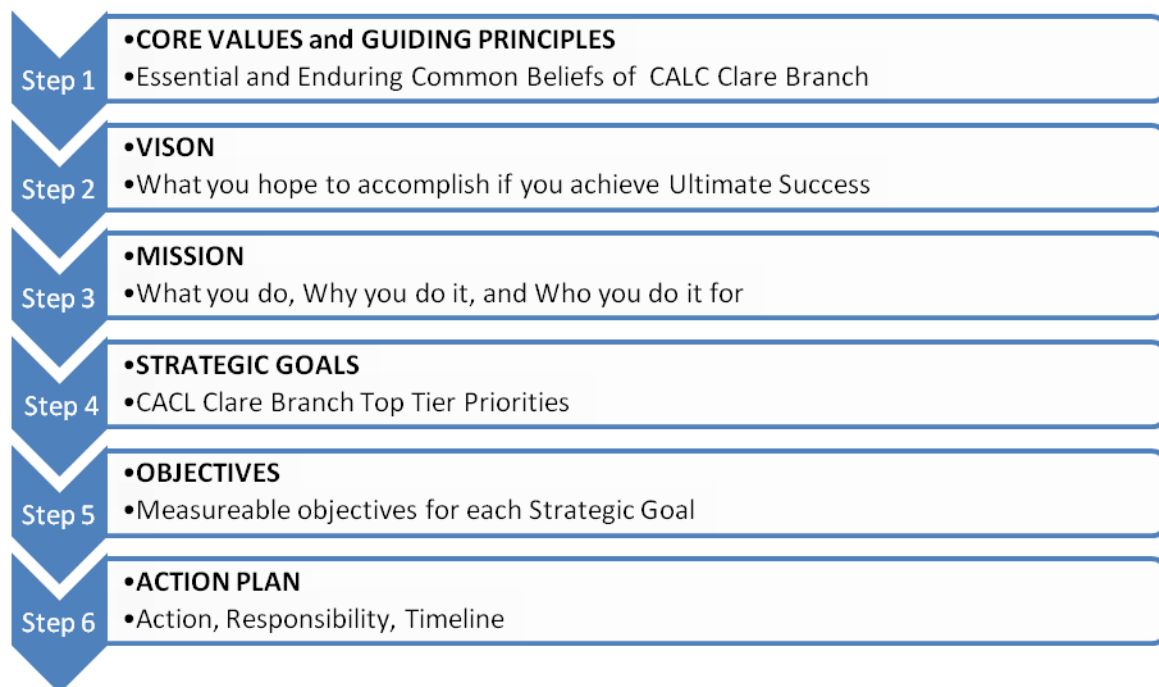 Step 1
•CORE VALUES and GUIDING PRINCIPLES
•Essential and Enduring Common Beliefs of CALC Clare Branch
Step 2
•VISON
•What you hope to accomplish if you achieve Ultimate Success
Step 3
•MISSION
•What you do, Why you do it, and Who you do it for
Step 4
•STRATEGIC GOALS
•CACL Clare Branch Top Tier Priorities
Step 5
•OBJECTIVES
•Measureable objectives for each Strategic Goal
Step 6
•ACTION PLAN
•Action, Responsibility, Timeline